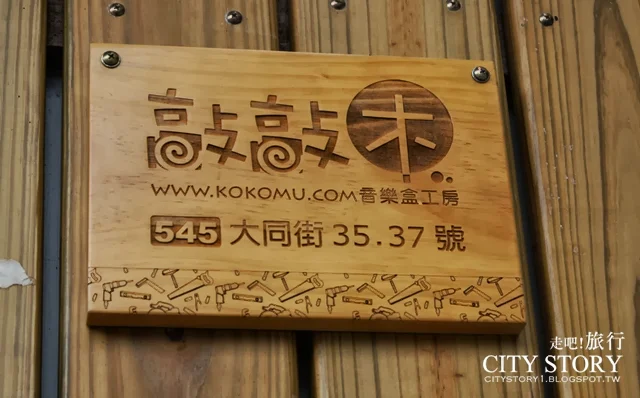 敲敲木
WWW.KOKOMU.COM音樂盒工房
545 大同街 35.37 號
走吧!旅行
CITY STORY
CITYSTORY1.BLOGSPOT.TW